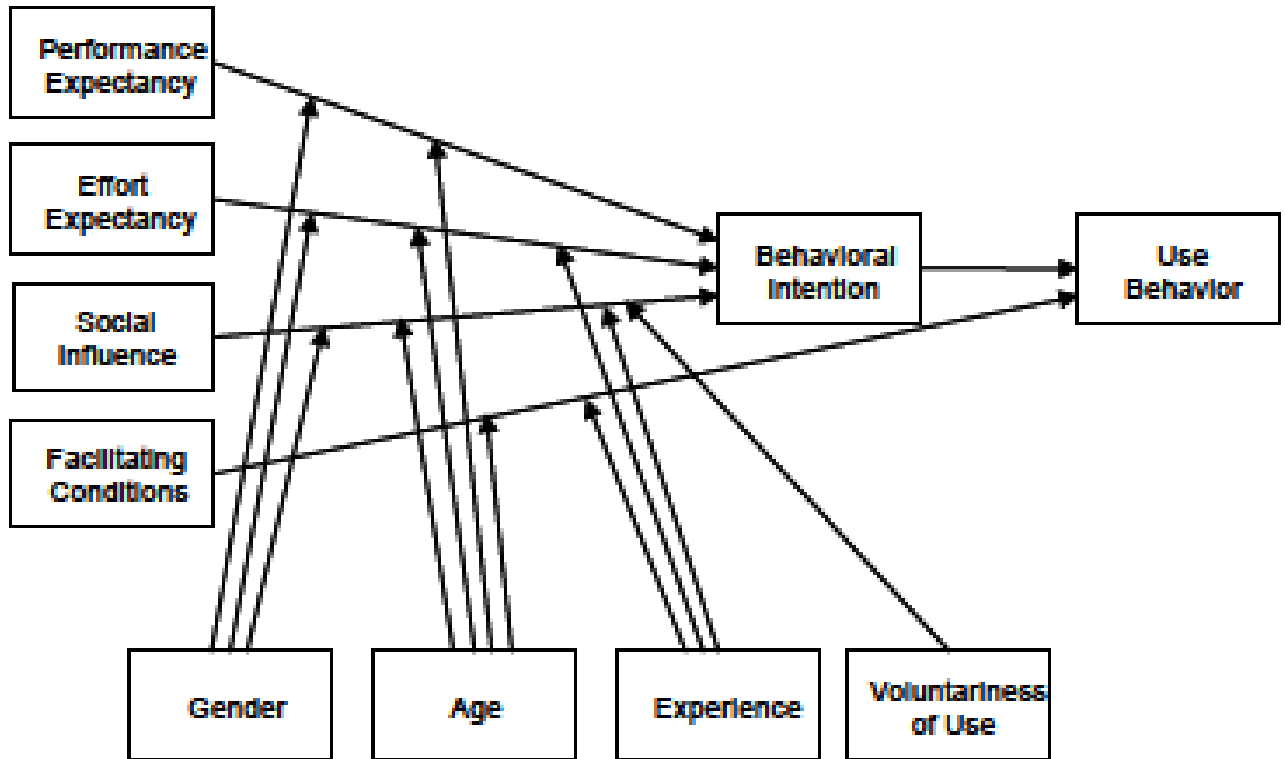 Performance
Expectancy
Effort
Expectancy
Social
Influence
Facilitating
Conditions
Behavioral
Intention
Use
Behavior
Gender
Age
Experience
Voluntariness
of Use